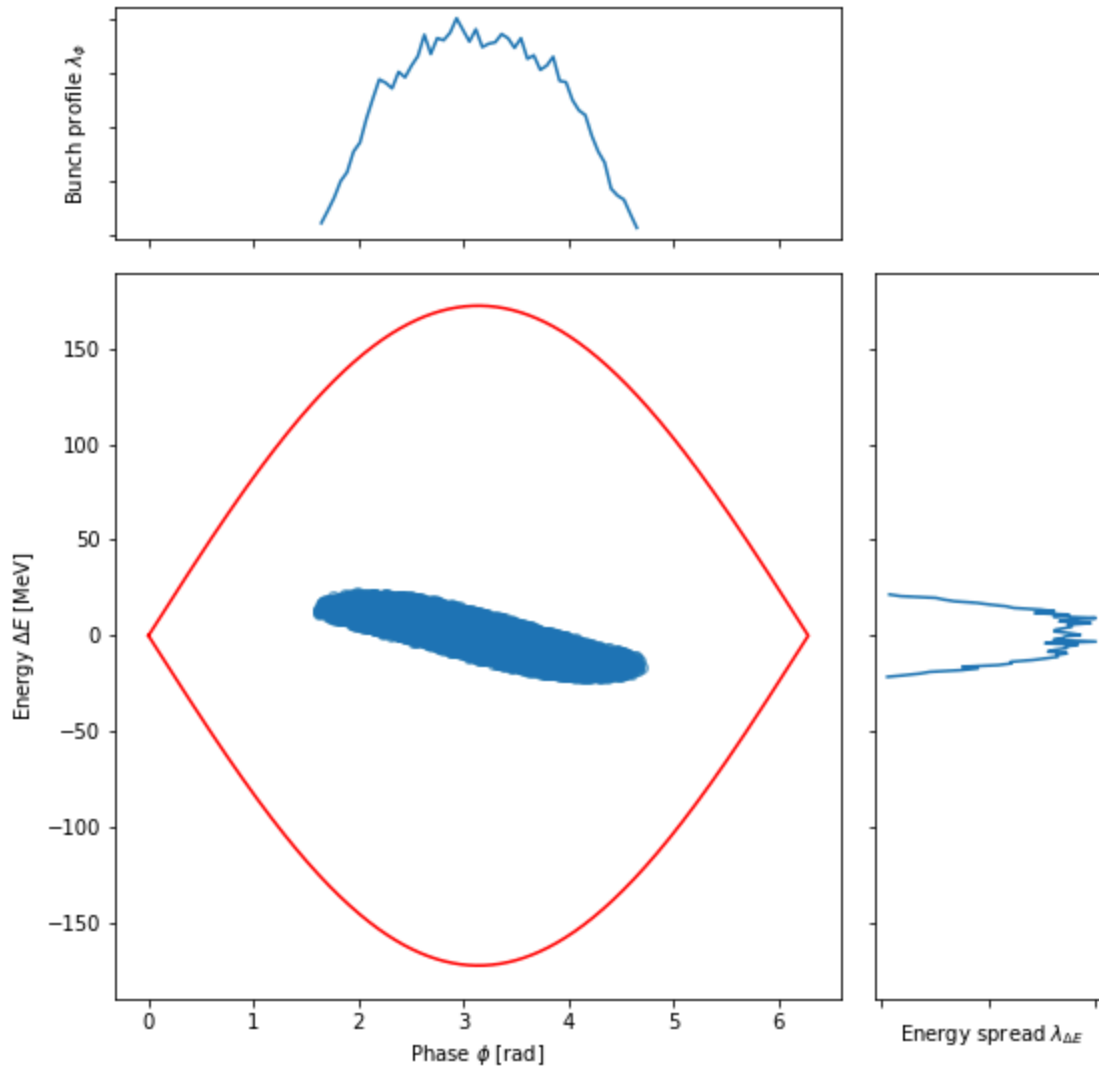 Bunch profile λ_ϕ
150
100
50
0
−50
−100
−150
Energy ΔE [MeV]
0 1 2 3 4 5 6
Phase ϕ [rad]
Energy spread λ_ΔE